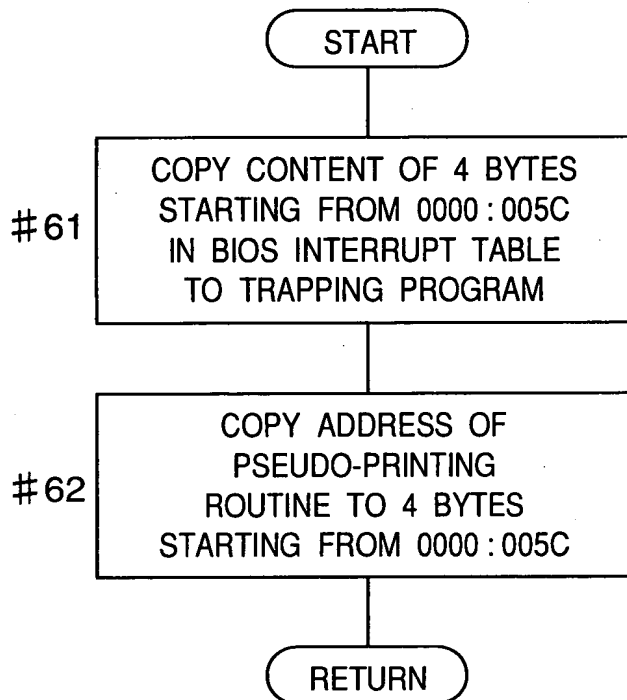 START
#61
COPY CONTENT OF 4 BYTES
STARTING FROM 0000 : 005C
IN BIOS INTERRUPT TABLE
TO TRAPPING PROGRAM
#62
COPY ADDRESS OF
PSEUDO-PRINTING
ROUTINE TO 4 BYTES
STARTING FROM 0000 : 005C
RETURN